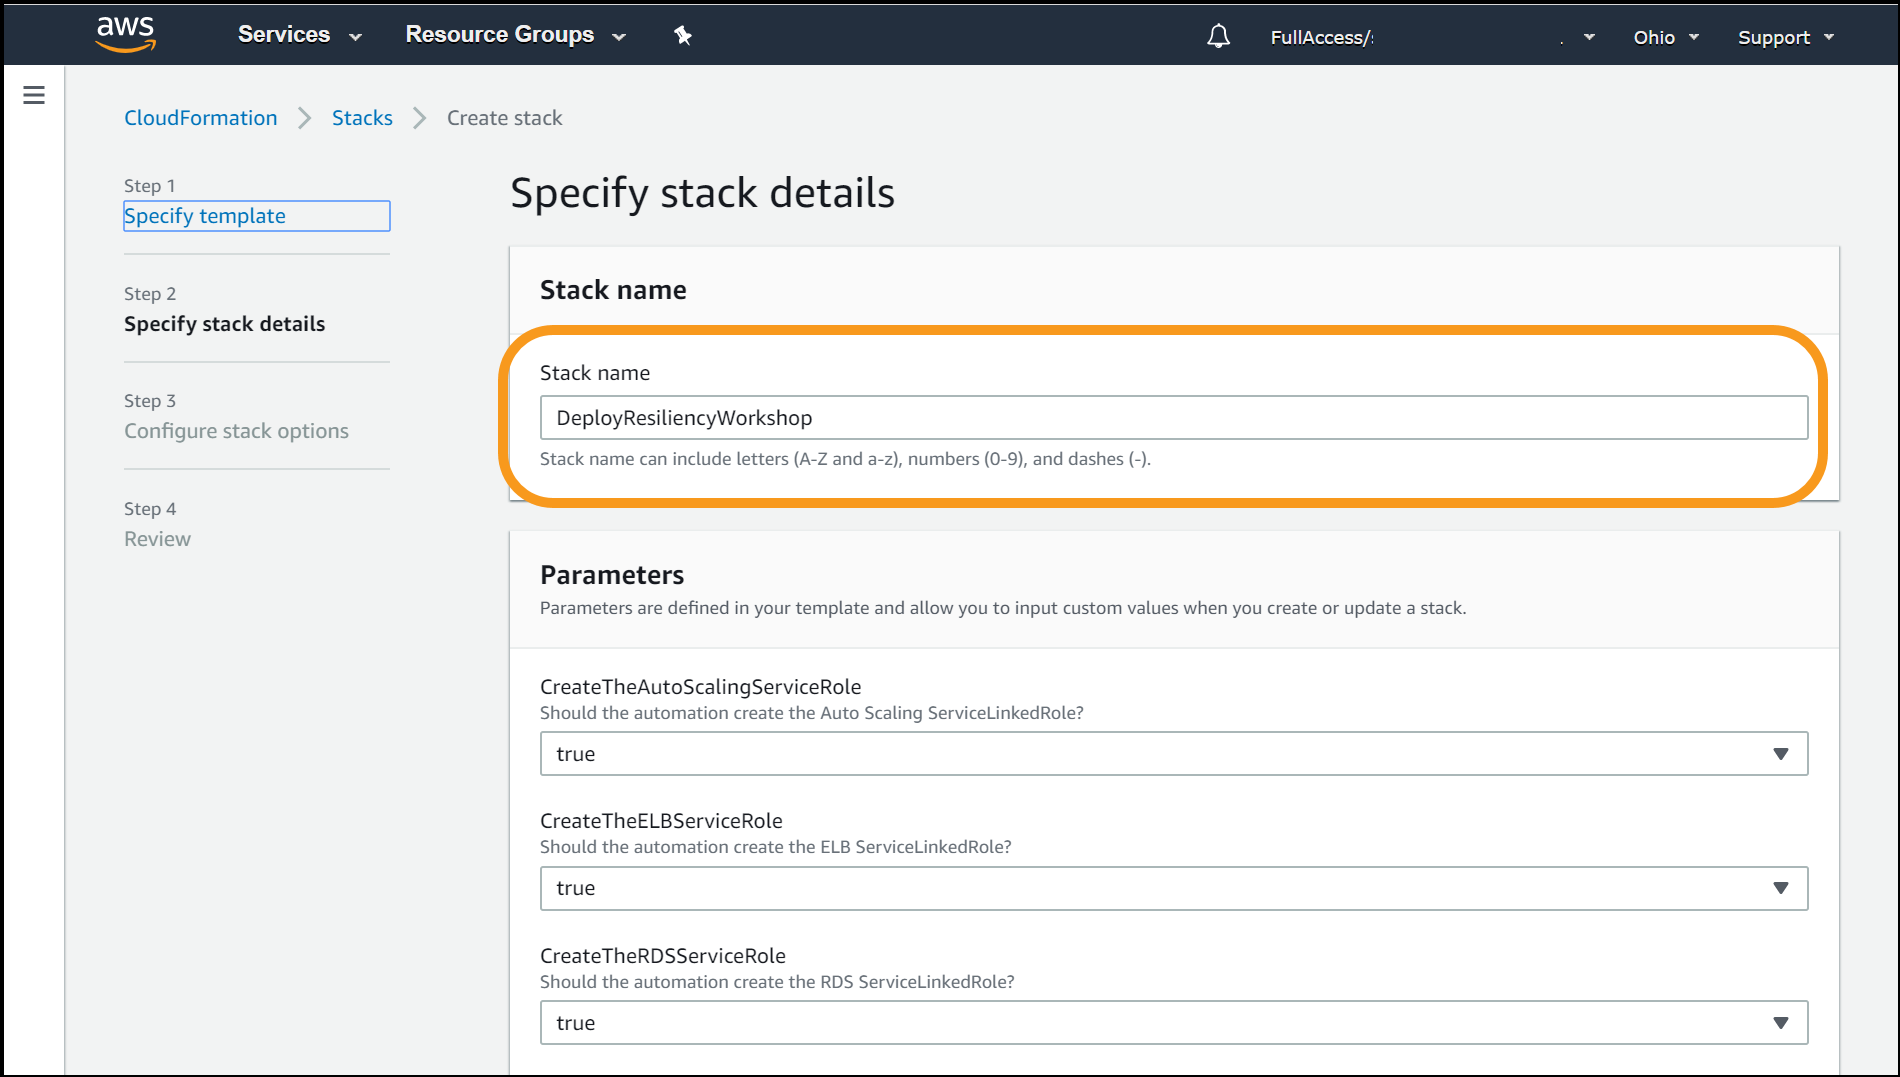 aws Services Resource Groups FullAccess/: . Ohio Support
CloudFormation Stacks Create stack
Step 1
Specify template
Step 2
Specify stack details
Step 3
Configure stack options
Step 4
Review
Specify stack details
Stack name
Stack name
DeployResiliencyWorkshop
Stack name can include letters (A-Z and a-z), numbers (0-9), and dashes (-).
Parameters
Parameters are defined in your template and allow you to input custom values when you create or update a stack.
CreateTheAutoScalingServiceRole
Should the automation create the Auto Scaling ServiceLinkedRole?
true
CreateTheELBServiceRole
Should the automation create the ELB ServiceLinkedRole?
true
CreateTheRDSServiceRole
Should the automation create the RDS ServiceLinkedRole?
true